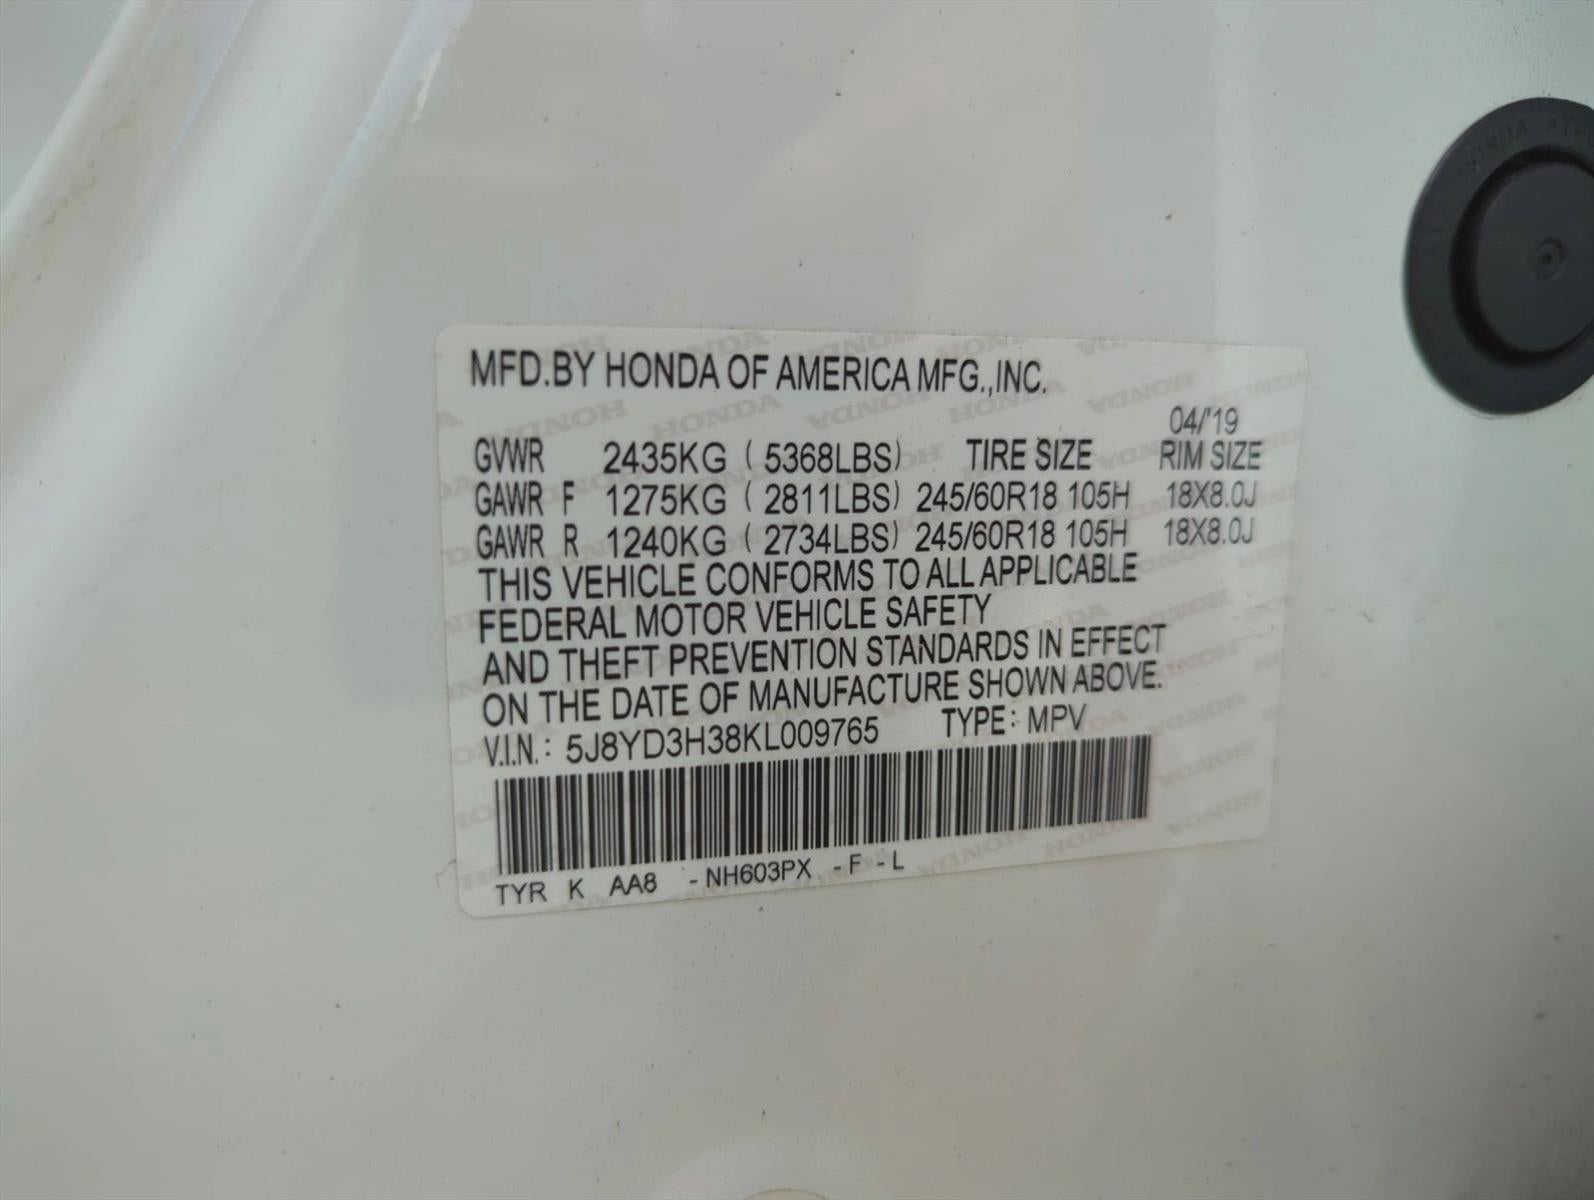 MFD.BY HONDA OF AMERICA MFG.,INC.
04/'19
GVWR 2435KG ( 5368LBS) TIRE SIZE RIM SIZE
GAWR F 1275KG ( 2811LBS) 245/60R18 105H 18X8.0J
GAWR R 1240KG ( 2734LBS) 245/60R18 105H 18X8.0J
THIS VEHICLE CONFORMS TO ALL APPLICABLE
FEDERAL MOTOR VEHICLE SAFETY
AND THEFT PREVENTION STANDARDS IN EFFECT
ON THE DATE OF MANUFACTURE SHOWN ABOVE.
V.I.N.: 5J8YD3H38KL009765 TYPE: MPV
TYR K AA8 -NH603PX -F -L
HONDA